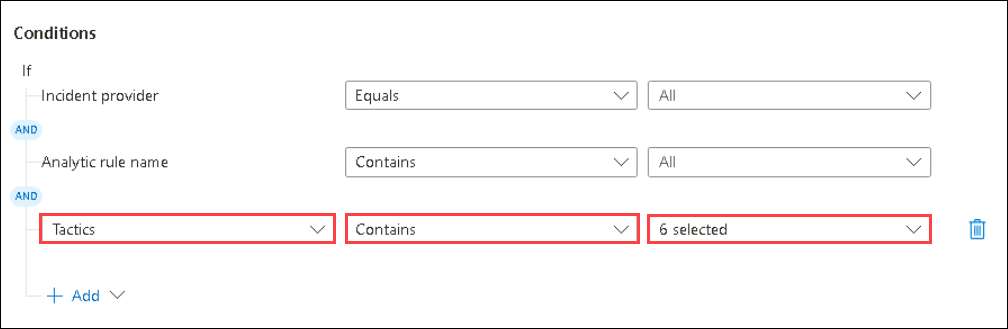 Conditions
If
Incident provider Equals All
AND
Analytic rule name Contains All
AND
Tactics Contains 6 selected
+ Add